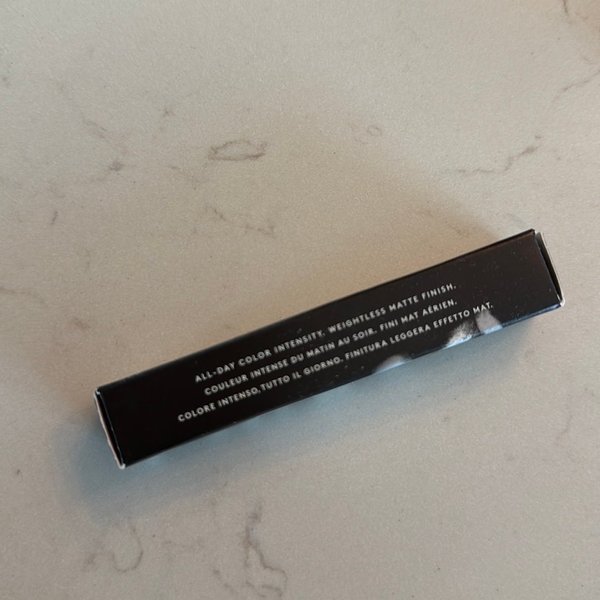 ALL-DAY COLOR INTENSITY. WEIGHTLESS MATTE FINISH.
COULEUR INTENSE DU MATIN AU SOIR. FINI MAT AÉRIEN.
COLORE INTENSO, TUTTO IL GIORNO. FINITURA LEGGERA EFFETTO MAT.